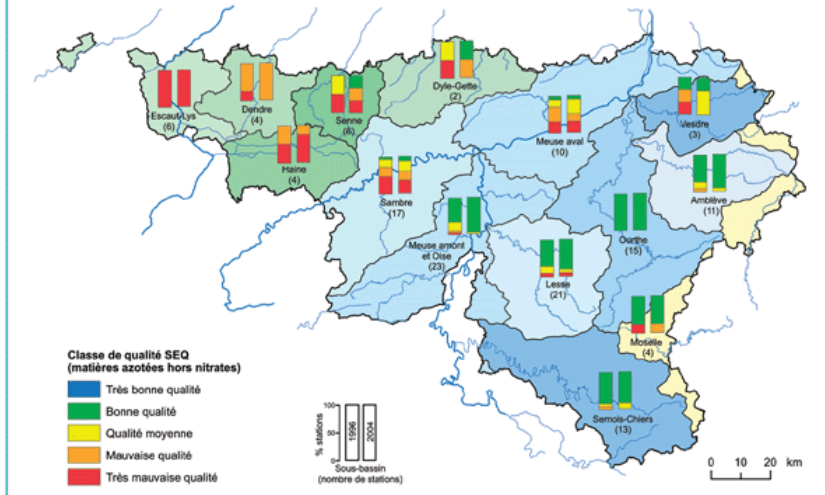 Escaut-Lys
(6)
Dendre
(4)
Senne
(6)
Dyle-Gette
(2)
Haine
(4)
Meuse aval
(10)
Vesdre
(3)
Sambre
(17)
Amblève
(11)
Meuse amont
et Oise
(23)
Ourthe
(15)
Lesse
(21)
Moselle
(4)
Semois-Chiers
(13)
Classe de qualité SEQ
(matières azotées hors nitrates)
Très bonne qualité
Bonne qualité
Qualité moyenne
Mauvaise qualité
Très mauvaise qualité
% stations
100
50
0
1996
2004
Sous-bassin
(nombre de stations)
0 10 20 km